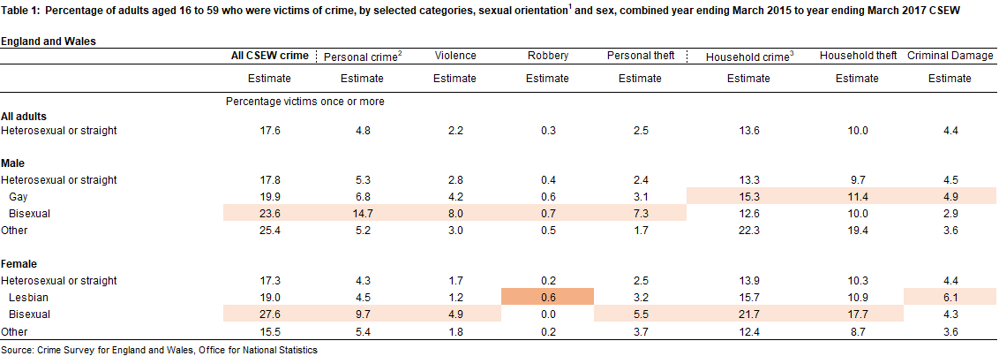 Table 1: Percentage of adults aged 16 to 59 who were victims of crime, by selected categories, sexual orientation1 and sex, combined year ending March 2015 to year ending March 2017 CSEW
England and Wales
All CSEW crime Personal crime2 Violence Robbery Personal theft Household crime3 Household theft Criminal Damage
Estimate Estimate Estimate Estimate Estimate Estimate Estimate Estimate
Percentage victims once or more
All adults
Heterosexual or straight 17.6 4.8 2.2 0.3 2.5 13.6 10.0 4.4
Male
Heterosexual or straight 17.8 5.3 2.8 0.4 2.4 13.3 9.7 4.5
Gay 19.9 6.8 4.2 0.6 3.1 15.3 11.4 4.9
Bisexual 23.6 14.7 8.0 0.7 7.3 12.6 10.0 2.9
Other 25.4 5.2 3.0 0.5 1.7 22.3 19.4 3.6
Female
Heterosexual or straight 17.3 4.3 1.7 0.2 2.5 13.9 10.3 4.4
Lesbian 19.0 4.5 1.2 0.6 3.2 15.7 10.9 6.1
Bisexual 27.6 9.7 4.9 0.0 5.5 21.7 17.7 4.3
Other 15.5 5.4 1.8 0.2 3.7 12.4 8.7 3.6
Source: Crime Survey for England and Wales, Office for National Statistics